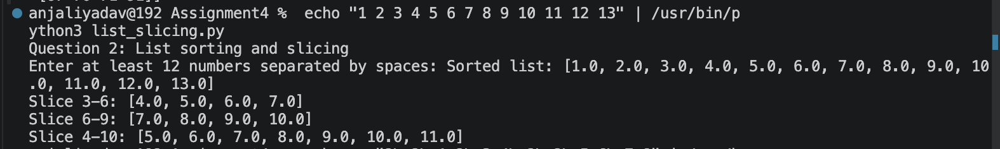 anjaliyadav@192 Assignment4 %  echo "1 2 3 4 5 6 7 8 9 10 11 12 13" | /usr/bin/p
ython3 list_slicing.py
Question 2: List sorting and slicing
Enter at least 12 numbers separated by spaces: Sorted list: [1.0, 2.0, 3.0, 4.0, 5.0, 6.0, 7.0, 8.0, 9.0, 10
.0, 11.0, 12.0, 13.0]
Slice 3-6: [4.0, 5.0, 6.0, 7.0]
Slice 6-9: [7.0, 8.0, 9.0, 10.0]
Slice 4-10: [5.0, 6.0, 7.0, 8.0, 9.0, 10.0, 11.0]